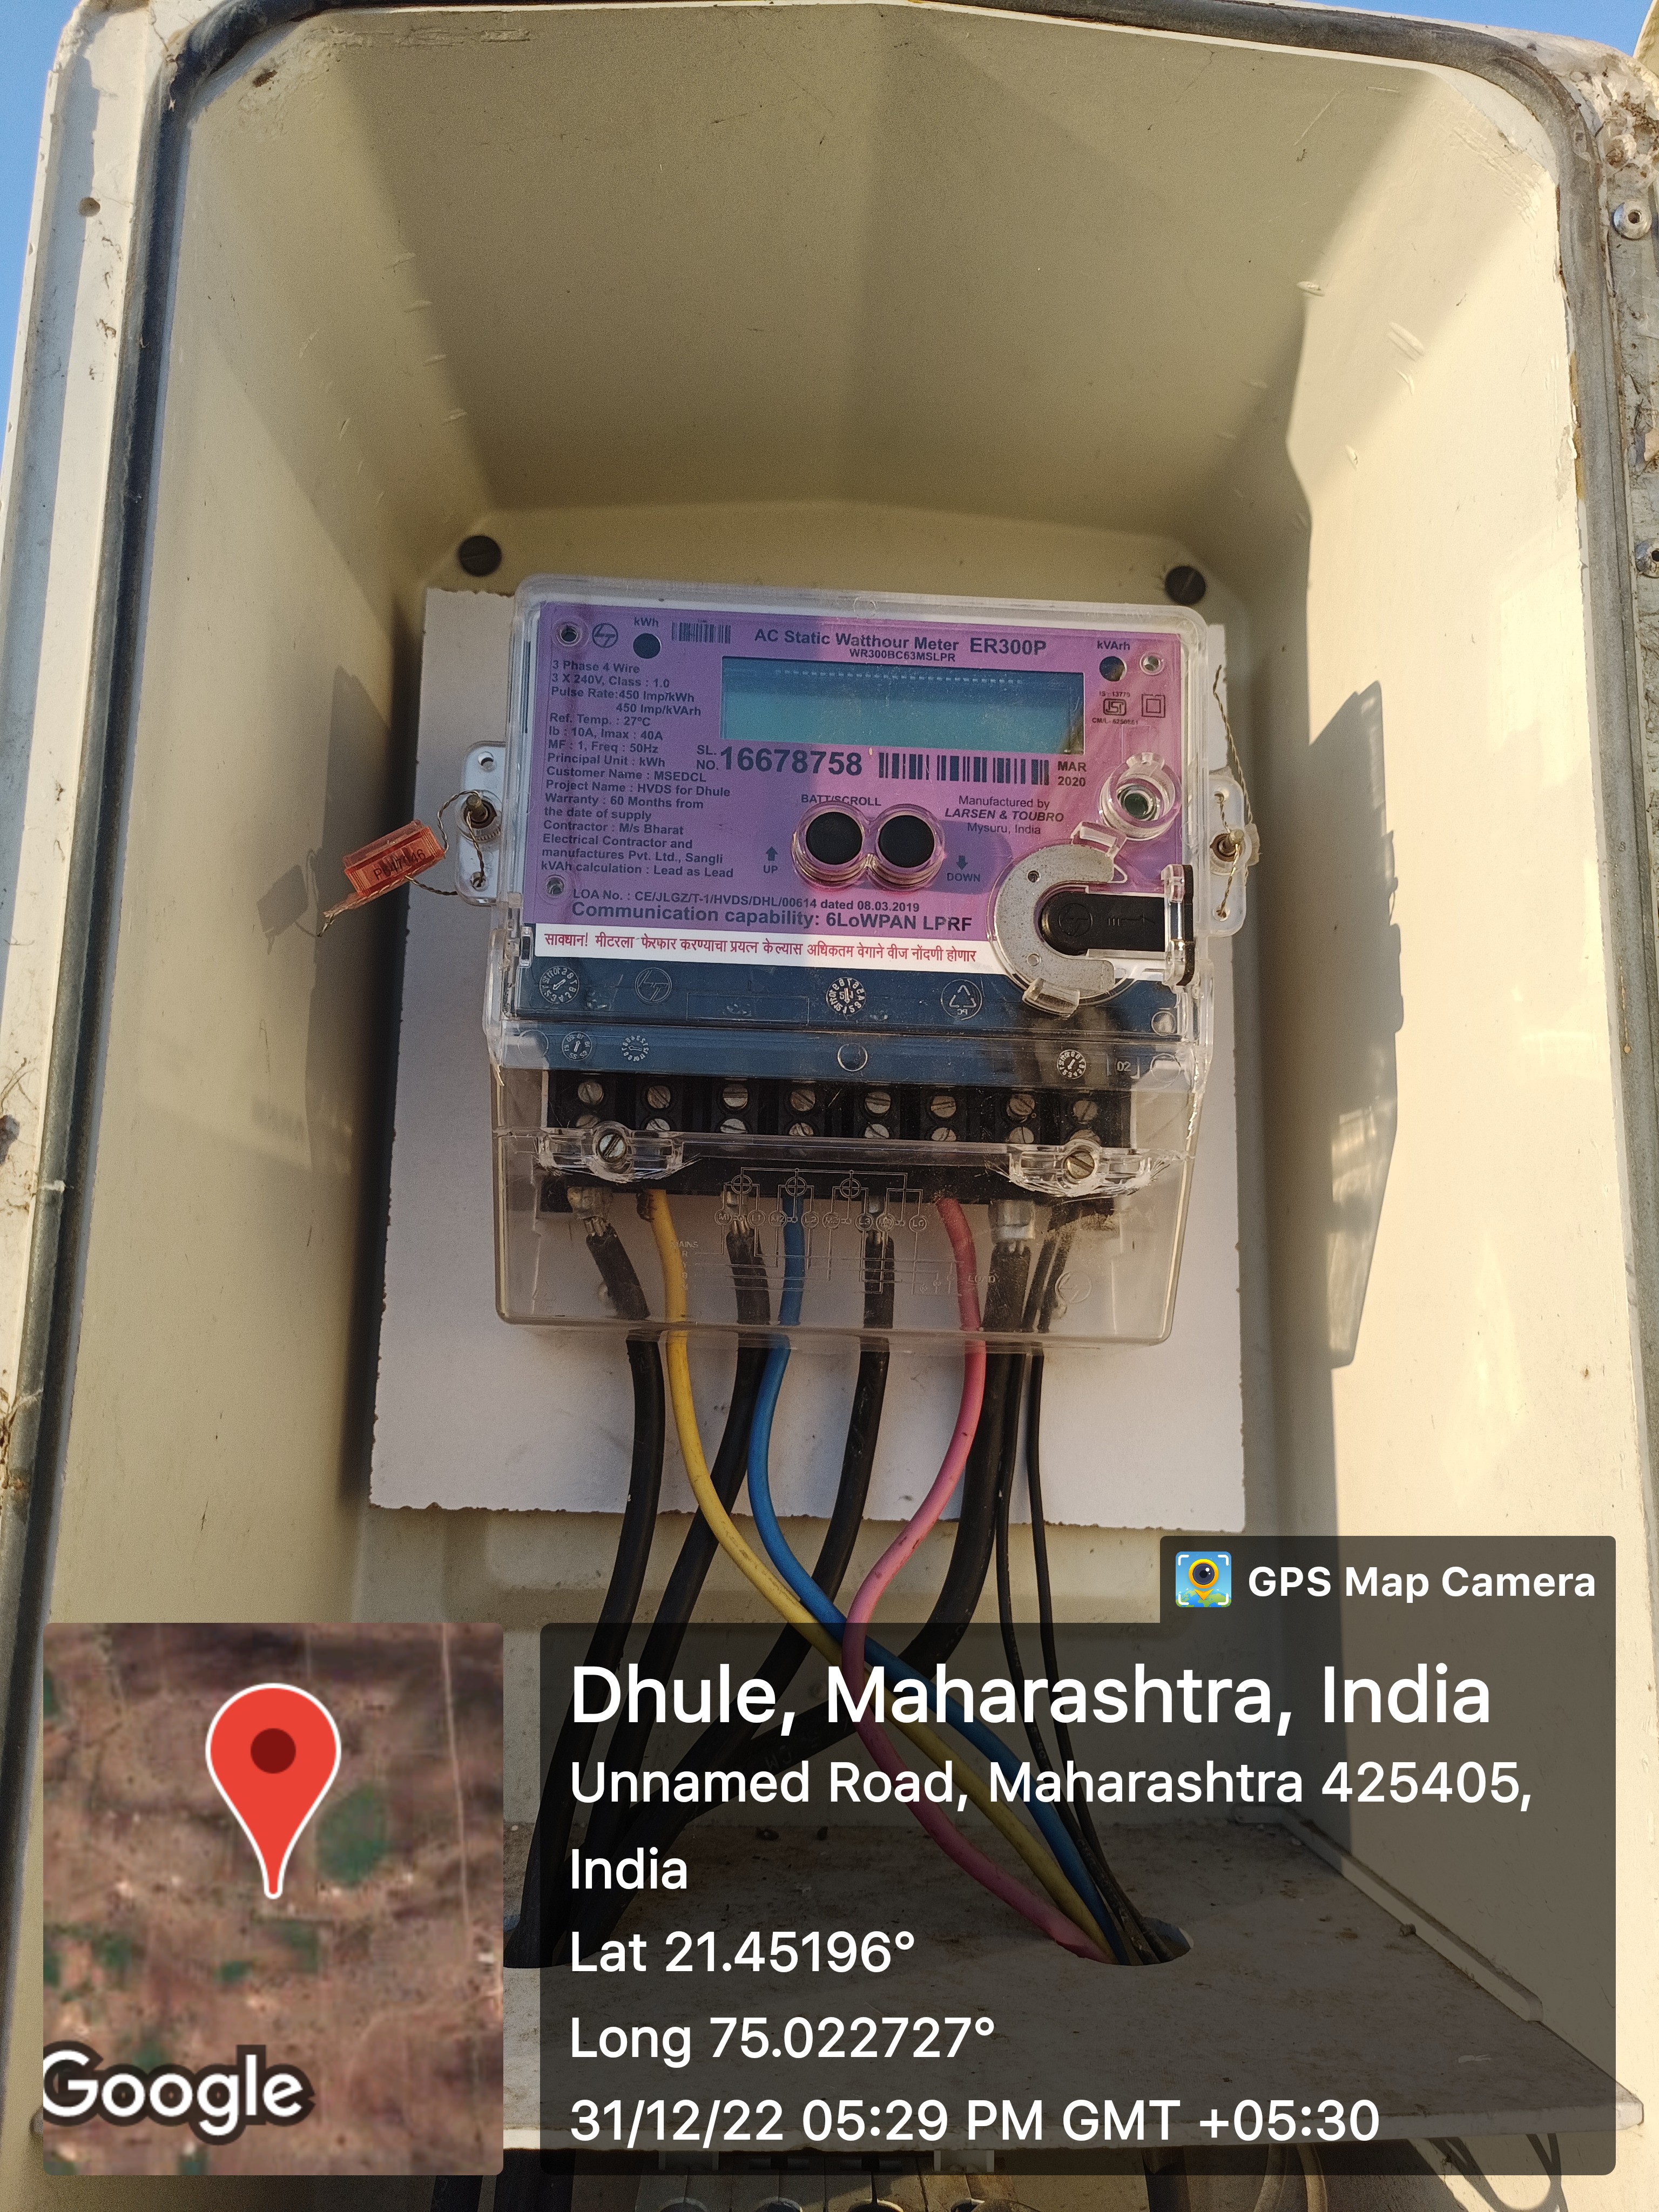 kWh
AC Static Watthour Meter ER300P
WR300BC63MSLPR
kVArh
3 Phase 4 Wire
3 X 240V, Class : 1.0
Pulse Rate:450 Imp/kWh
450 Imp/kVArh
Ref. Temp. : 27°C
Ib : 10A, Imax : 40A
MF : 1, Freq : 50Hz
Principal Unit : kWh
Customer Name : MSEDCL
Project Name : HVDS for Dhule
Warranty : 60 Months from
the date of supply
Contractor : M/s Bharat
Electrical Contractor and
manufactures Pvt. Ltd., Sangli
kVAh calculation : Lead as Lead
IS : 13779
SL. NO. 16678758
MAR
2020
BATT/SCROLL
UP
DOWN
Manufactured by
LARSEN & TOUBRO
Mysuru, India
LOA No. : CE/JLGZ/T-1/HVDS/DHL/00614 dated 08.03.2019
Communication capability: 6LoWPAN LPRF
सावधान! मीटरला फेरफार करण्याचा प्रयत्न केल्यास अधिकतम वेगाने वीज नोंदणी होणार
02
LOAD
GPS Map Camera
Dhule, Maharashtra, India
Unnamed Road, Maharashtra 425405,
India
Lat 21.45196°
Long 75.022727°
31/12/22 05:29 PM GMT +05:30
Google